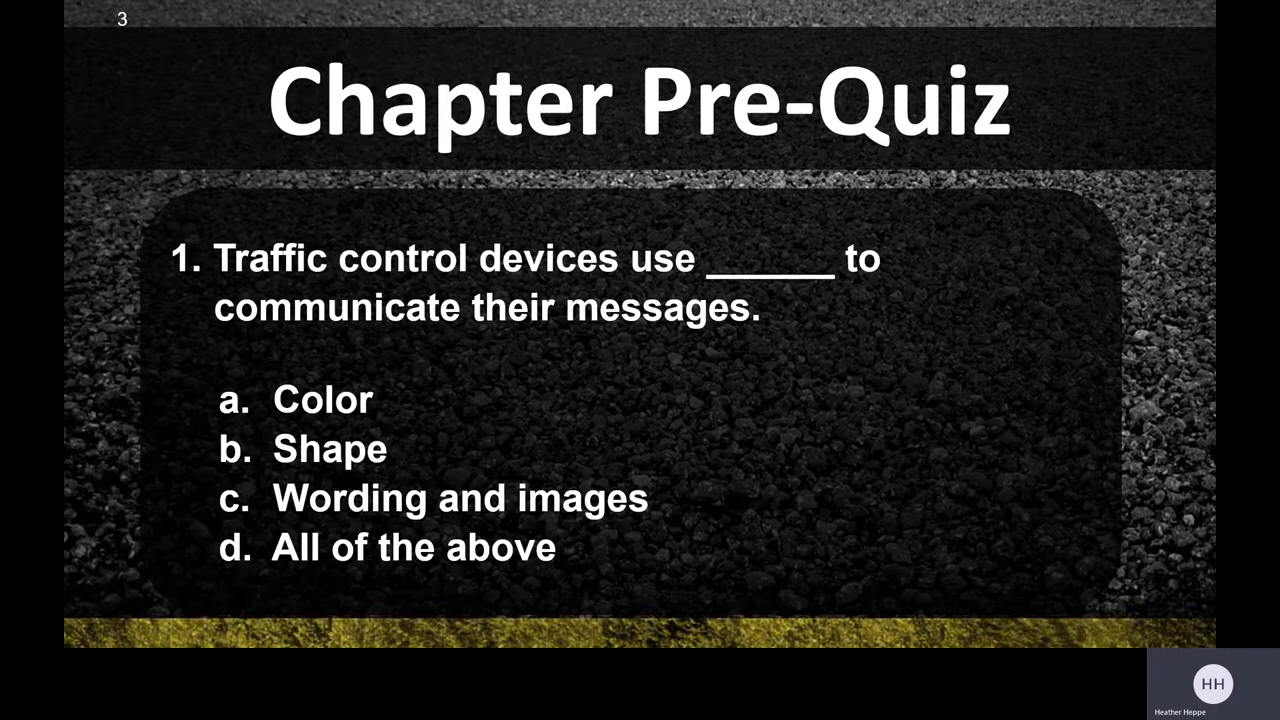 3
Chapter Pre-Quiz
1. Traffic control devices use ______ to
communicate their messages.
a. Color
b. Shape
c. Wording and images
d. All of the above
HH
Heather Heppe